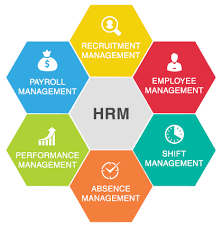 RECRUITMENT
MANAGEMENT
PAYROLL
MANAGEMENT
EMPLOYEE
MANAGEMENT
HRM
PERFORMANCE
MANAGEMENT
SHIFT
MANAGEMENT
ABSENCE
MANAGEMENT